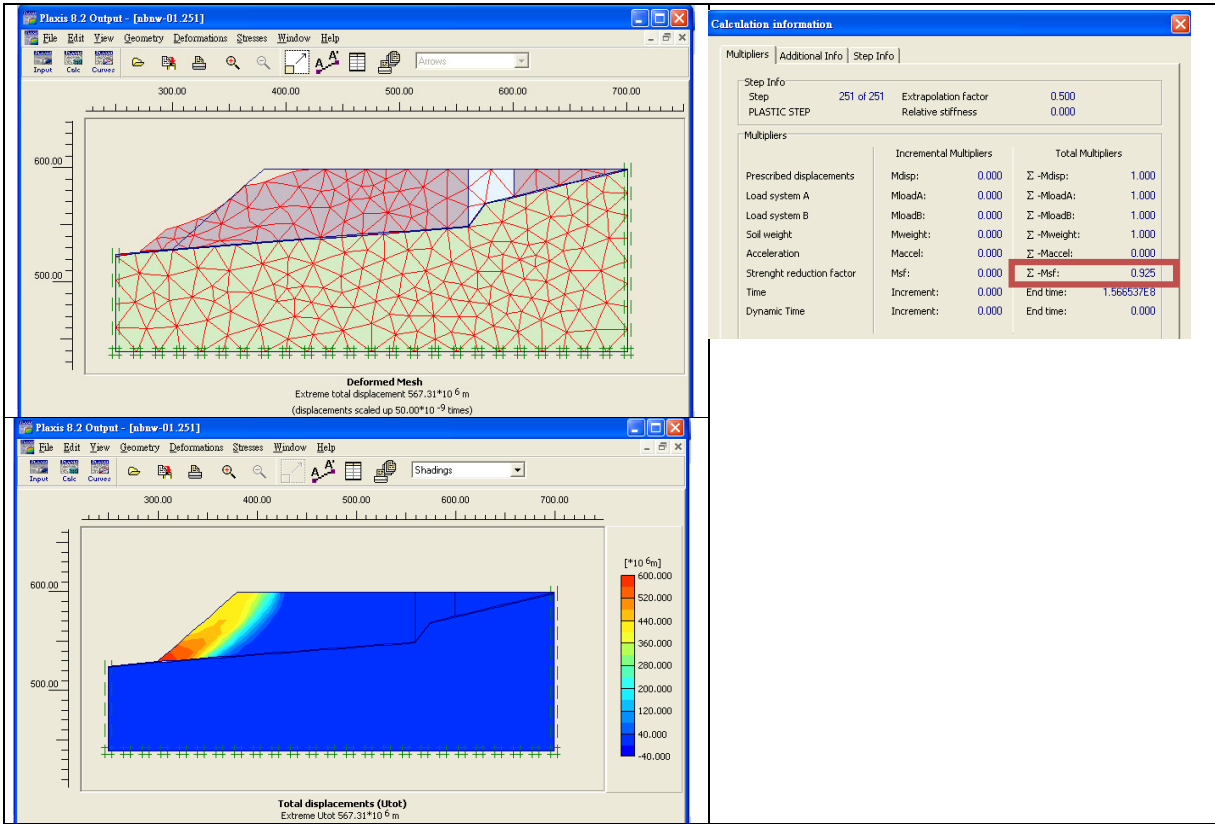 Plaxis 8.2 Output - [nbnw-01.251]
File Edit View Geometry Deformations Stresses Window Help
Input Calc Curves Arrows
300.00 400.00 500.00 600.00 700.00
600.00
500.00
Deformed Mesh
Extreme total displacement 567.31*10 6 m
(displacements scaled up 50.00*10 -9 times)
Calculation information
Multipliers Additional Info Step Info
Step Info
Step 251 of 251 Extrapolation factor 0.500
PLASTIC STEP Relative stiffness 0.000
Multipliers
Incremental Multipliers Total Multipliers
Prescribed displacements Mdisp: 0.000 Σ -Mdisp: 1.000
Load system A MloadA: 0.000 Σ -MloadA: 1.000
Load system B MloadB: 0.000 Σ -MloadB: 1.000
Soil weight Mweight: 0.000 Σ -Mweight: 1.000
Acceleration Maccel: 0.000 Σ -Maccel: 0.000
Strenght reduction factor Msf: 0.000 Σ -Msf: 0.925
Time Increment: 0.000 End time: 1.566537E8
Dynamic Time Increment: 0.000 End time: 0.000
Plaxis 8.2 Output - [nbnw-01.251]
File Edit View Geometry Deformations Stresses Window Help
Input Calc Curves Shadings
300.00 400.00 500.00 600.00 700.00
600.00
500.00
[*10 6m]
600.000
520.000
440.000
360.000
280.000
200.000
120.000
40.000
-40.000
Total displacements (Utot)
Extreme Utot 567.31*10 6 m